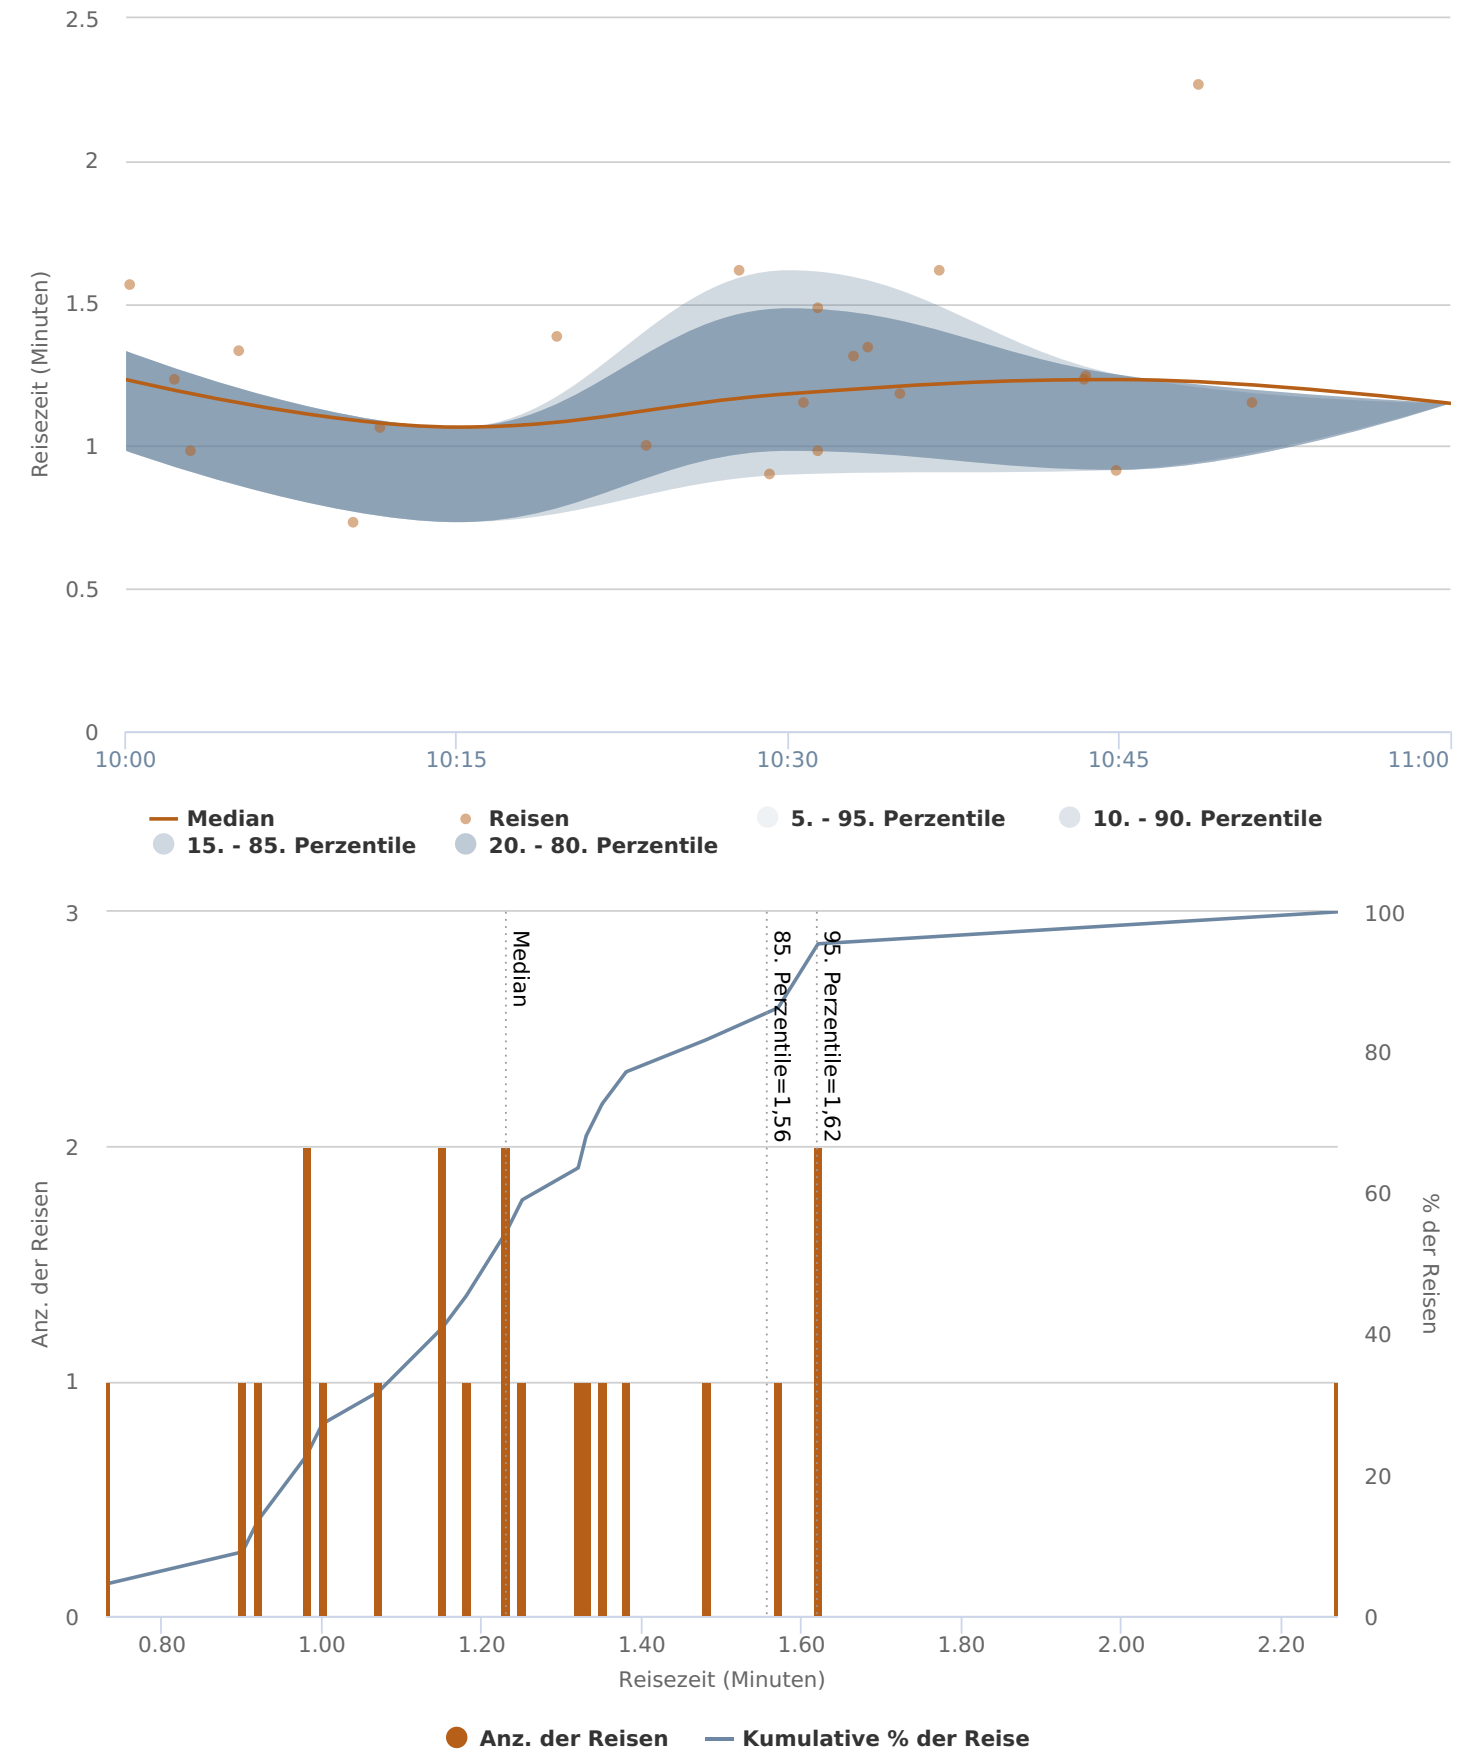 2.5
2
1.5
1
0.5
0
Reisezeit (Minuten)
10:00 10:15 10:30 10:45 11:00
Median Reisen 5. - 95. Perzentile 10. - 90. Perzentile
15. - 85. Perzentile 20. - 80. Perzentile
3
2
1
0
Anz. der Reisen
Median
85. Perzentile=1,56
95. Perzentile=1,62
100
80
60
40
20
0
% der Reisen
0.80 1.00 1.20 1.40 1.60 1.80 2.00 2.20
Reisezeit (Minuten)
Anz. der Reisen Kumulative % der Reise